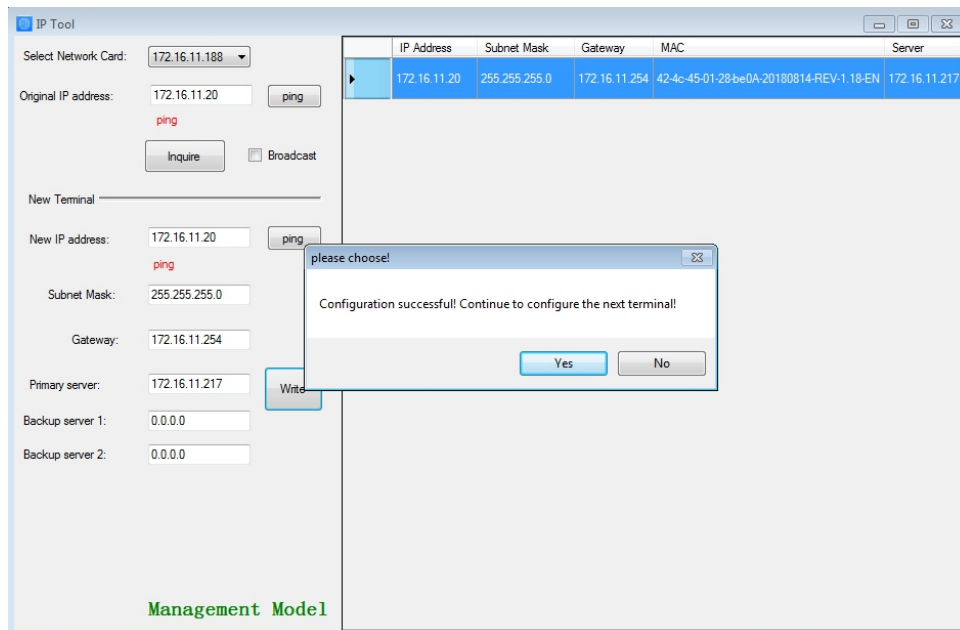 IP Tool
Select Network Card: 172.16.11.188
Original IP address: 172.16.11.20 ping
ping
Inquire Broadcast
New Terminal
New IP address: 172.16.11.20 ping
ping
Subnet Mask: 255.255.255.0
Gateway: 172.16.11.254
Primary server: 172.16.11.217 Write
Backup server 1: 0.0.0.0
Backup server 2: 0.0.0.0
Management Model
IP Address Subnet Mask Gateway MAC Server
172.16.11.20 255.255.255.0 172.16.11.254 42-4c-45-01-28-be0A-20180814-REV-1.18-EN 172.16.11.217
please choose!
Configuration successful! Continue to configure the next terminal!
Yes No